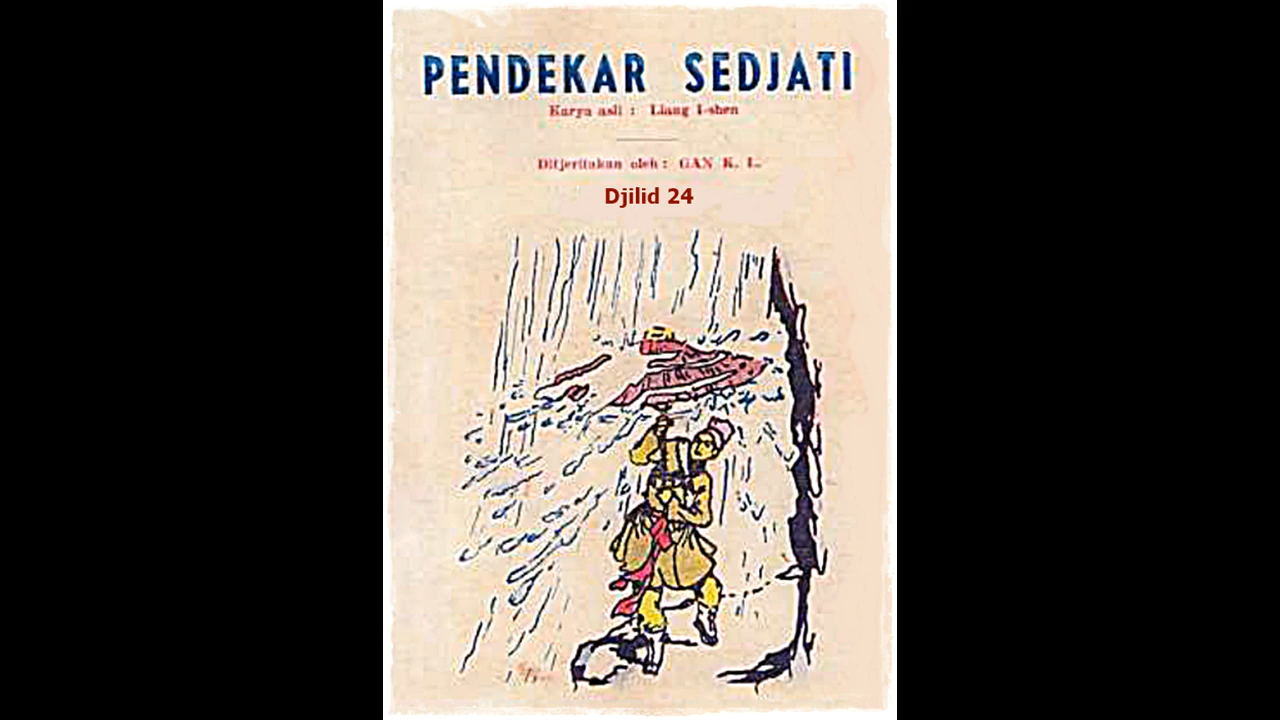 PENDEKAR SEDJATI
Karya asli : Liang I-shen
Ditjeritakan oleh : GAN K. L.
Djilid 24